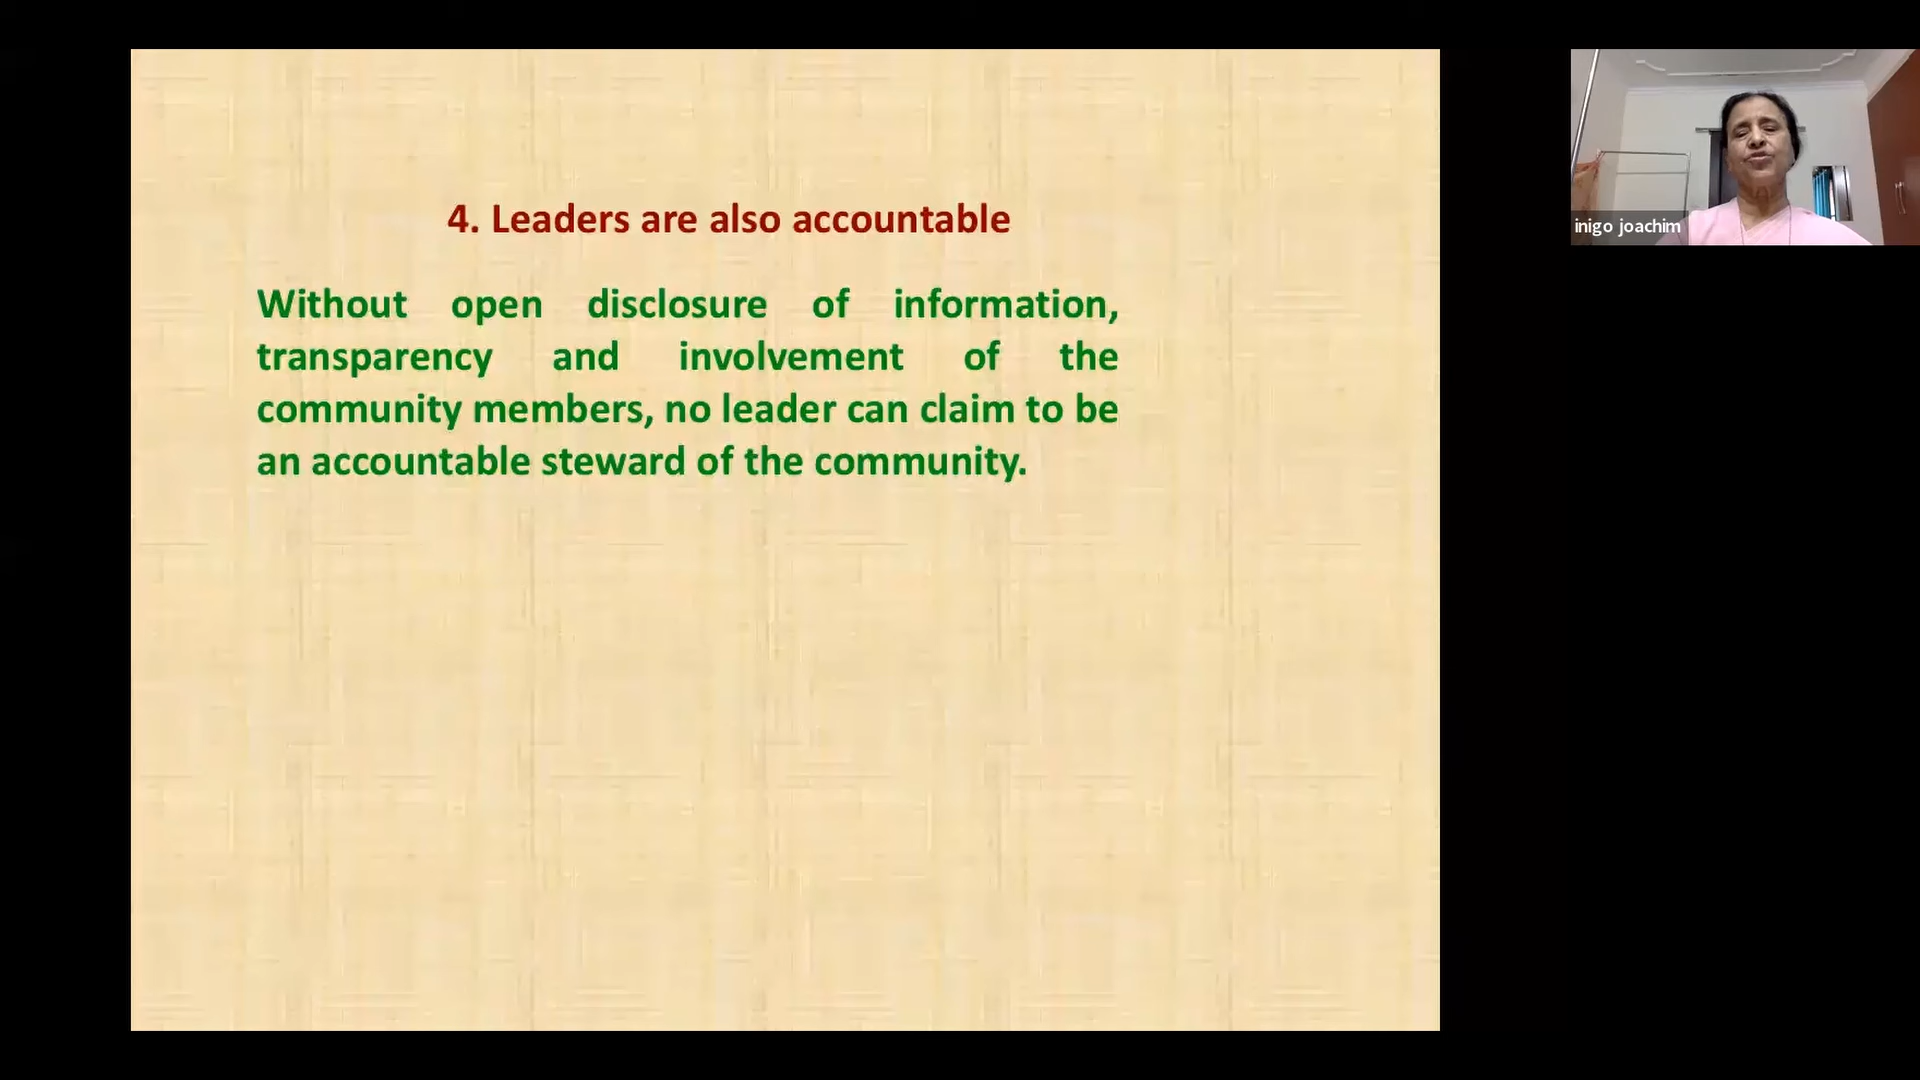 4. Leaders are also accountable
Without open disclosure of information,
transparency and involvement of the
community members, no leader can claim to be
an accountable steward of the community.
inigo joachim